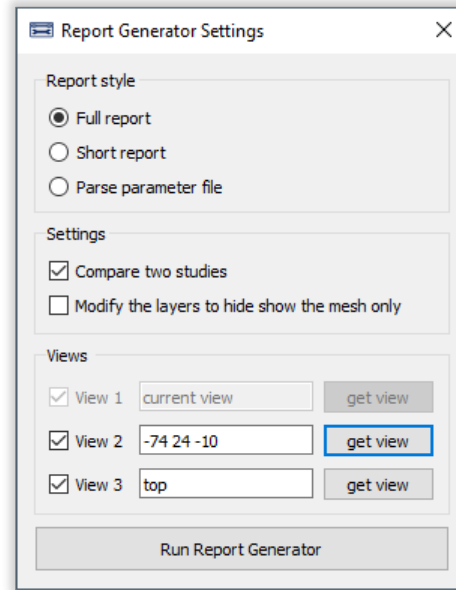 Report Generator Settings
Report style
Full report
Short report
Parse parameter file
Settings
Compare two studies
Modify the layers to hide show the mesh only
Views
View 1 current view get view
View 2 -74 24 -10 get view
View 3 top get view
Run Report Generator